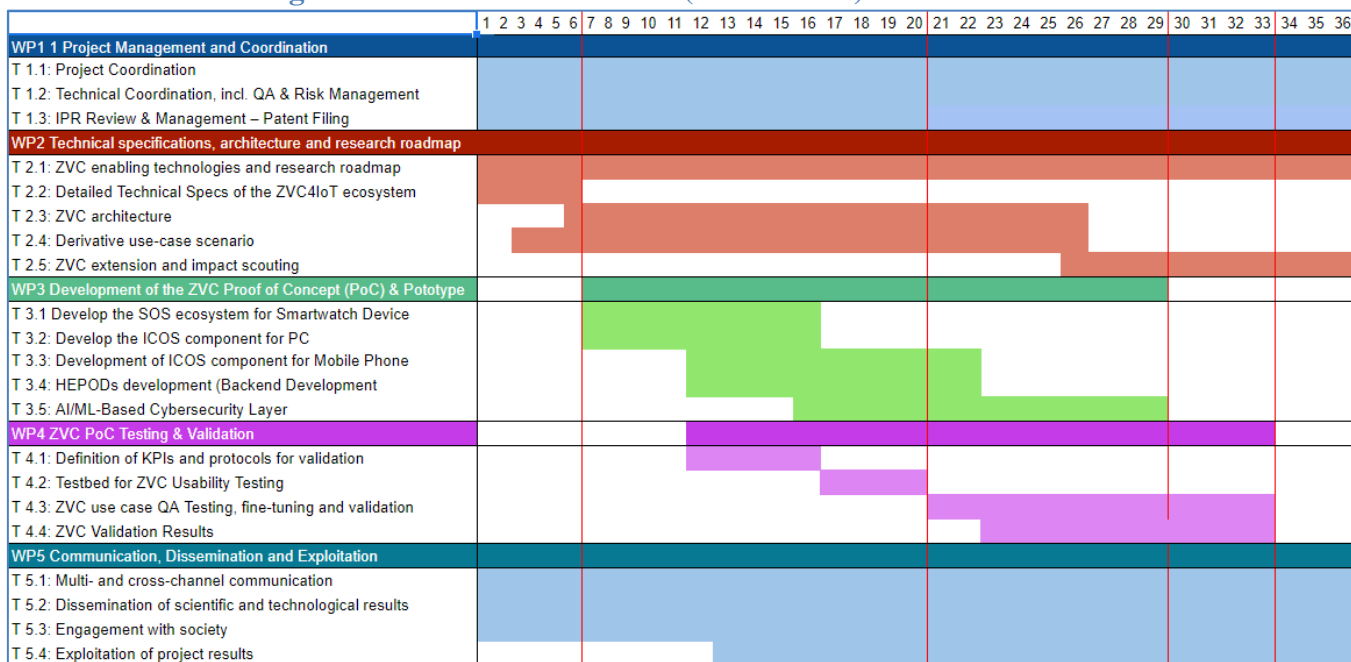 1 2 3 4 5 6 7 8 9 10 11 12 13 14 15 16 17 18 19 20 21 22 23 24 25 26 27 28 29 30 31 32 33 34 35 36
WP1 1 Project Management and Coordination
T 1.1: Project Coordination
T 1.2: Technical Coordination, incl. QA & Risk Management
T 1.3: IPR Review & Management – Patent Filing
WP2 Technical specifications, architecture and research roadmap
T 2.1: ZVC enabling technologies and research roadmap
T 2.2: Detailed Technical Specs of the ZVC4IoT ecosystem
T 2.3: ZVC architecture
T 2.4: Derivative use-case scenario
T 2.5: ZVC extension and impact scouting
WP3 Development of the ZVC Proof of Concept (PoC) & Pototype
T 3.1 Develop the SOS ecosystem for Smartwatch Device
T 3.2: Develop the ICOS component for PC
T 3.3: Development of ICOS component for Mobile Phone
T 3.4: HEPODs development (Backend Development
T 3.5: AI/ML-Based Cybersecurity Layer
WP4 ZVC PoC Testing & Validation
T 4.1: Definition of KPIs and protocols for validation
T 4.2: Testbed for ZVC Usability Testing
T 4.3: ZVC use case QA Testing, fine-tuning and validation
T 4.4: ZVC Validation Results
WP5 Communication, Dissemination and Exploitation
T 5.1: Multi- and cross-channel communication
T 5.2: Dissemination of scientific and technological results
T 5.3: Engagement with society
T 5.4: Exploitation of project results